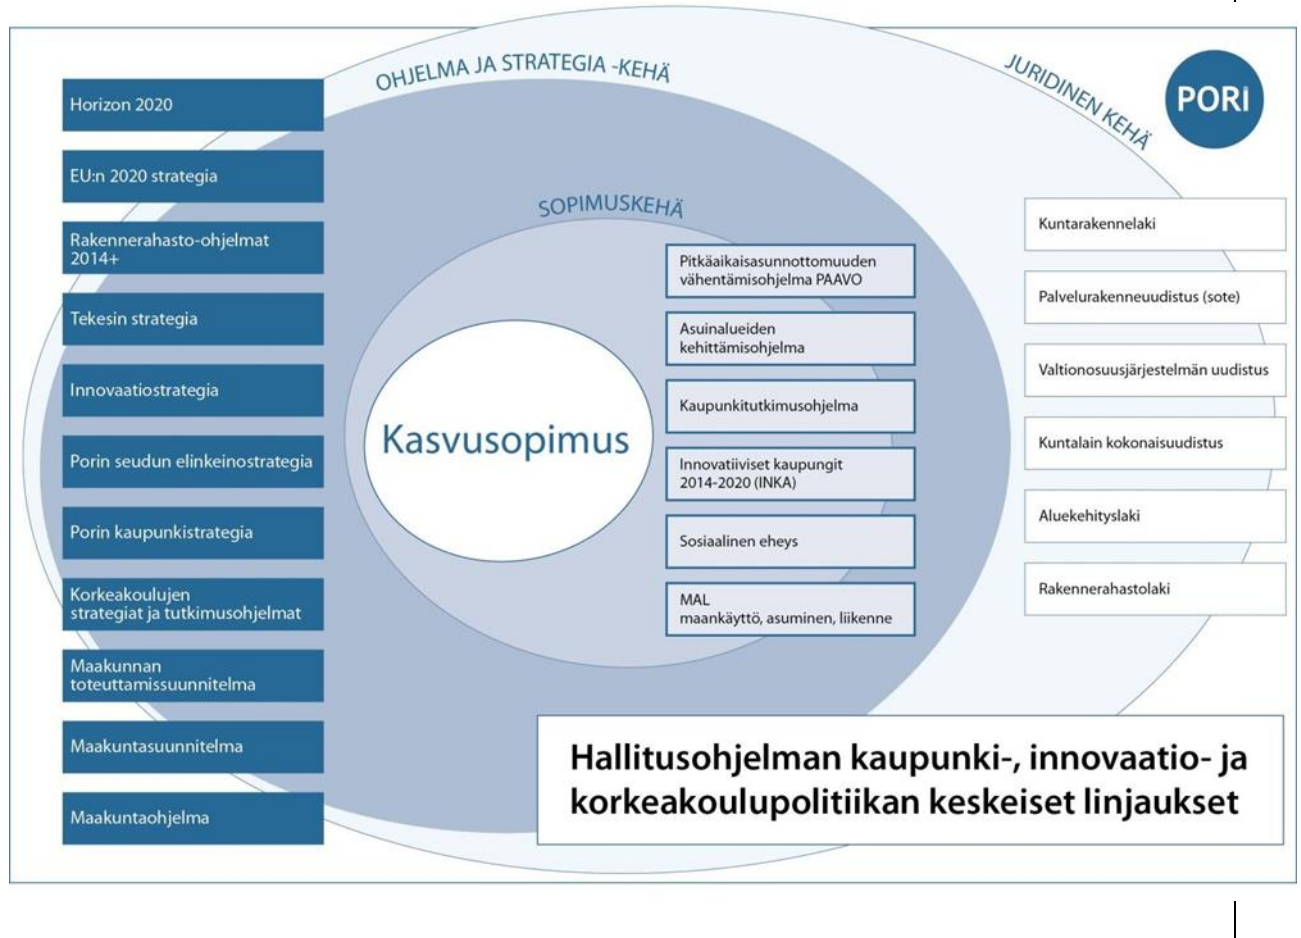 OHJELMA JA STRATEGIA -KEHÄ
JURIDINEN KEHÄ
PORI
SOPIMUSKEHÄ
Horizon 2020
EU:n 2020 strategia
Rakennerahasto-ohjelmat
2014+
Tekesin strategia
Innovaatiostrategia
Porin seudun elinkeinostrategia
Porin kaupunkistrategia
Korkeakoulujen
strategiat ja tutkimusohjelmat
Maakunnan
toteuttamissuunnitelma
Maakuntasuunnitelma
Maakuntaohjelma
Kasvusopimus
Pitkäaikaisasunnottomuuden
vähentämisohjelma PAAVO
Asuinalueiden
kehittämisohjelma
Kaupunkitutkimusohjelma
Innovatiiviset kaupungit
2014-2020 (INKA)
Sosiaalinen eheys
MAL
maankäyttö, asuminen, liikenne
Kuntarakennelaki
Palvelurakenneuudistus (sote)
Valtionosuusjärjestelmän uudistus
Kuntalain kokonaisuudistus
Aluekehityslaki
Rakennerahastolaki
Hallitusohjelman kaupunki-, innovaatio- ja
korkeakoulupolitiikan keskeiset linjaukset